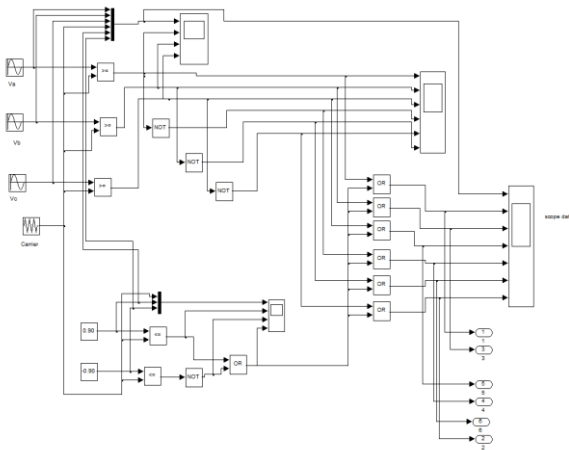 Va
>=
Vb
>=
NOT
NOT
Vc
>=
NOT
OR
OR
OR
OR
OR
OR
scope dat
Carrier
0.90
<=
-0.90
<=
NOT
OR
1
1
3
3
5
5
4
4
6
6
2
2